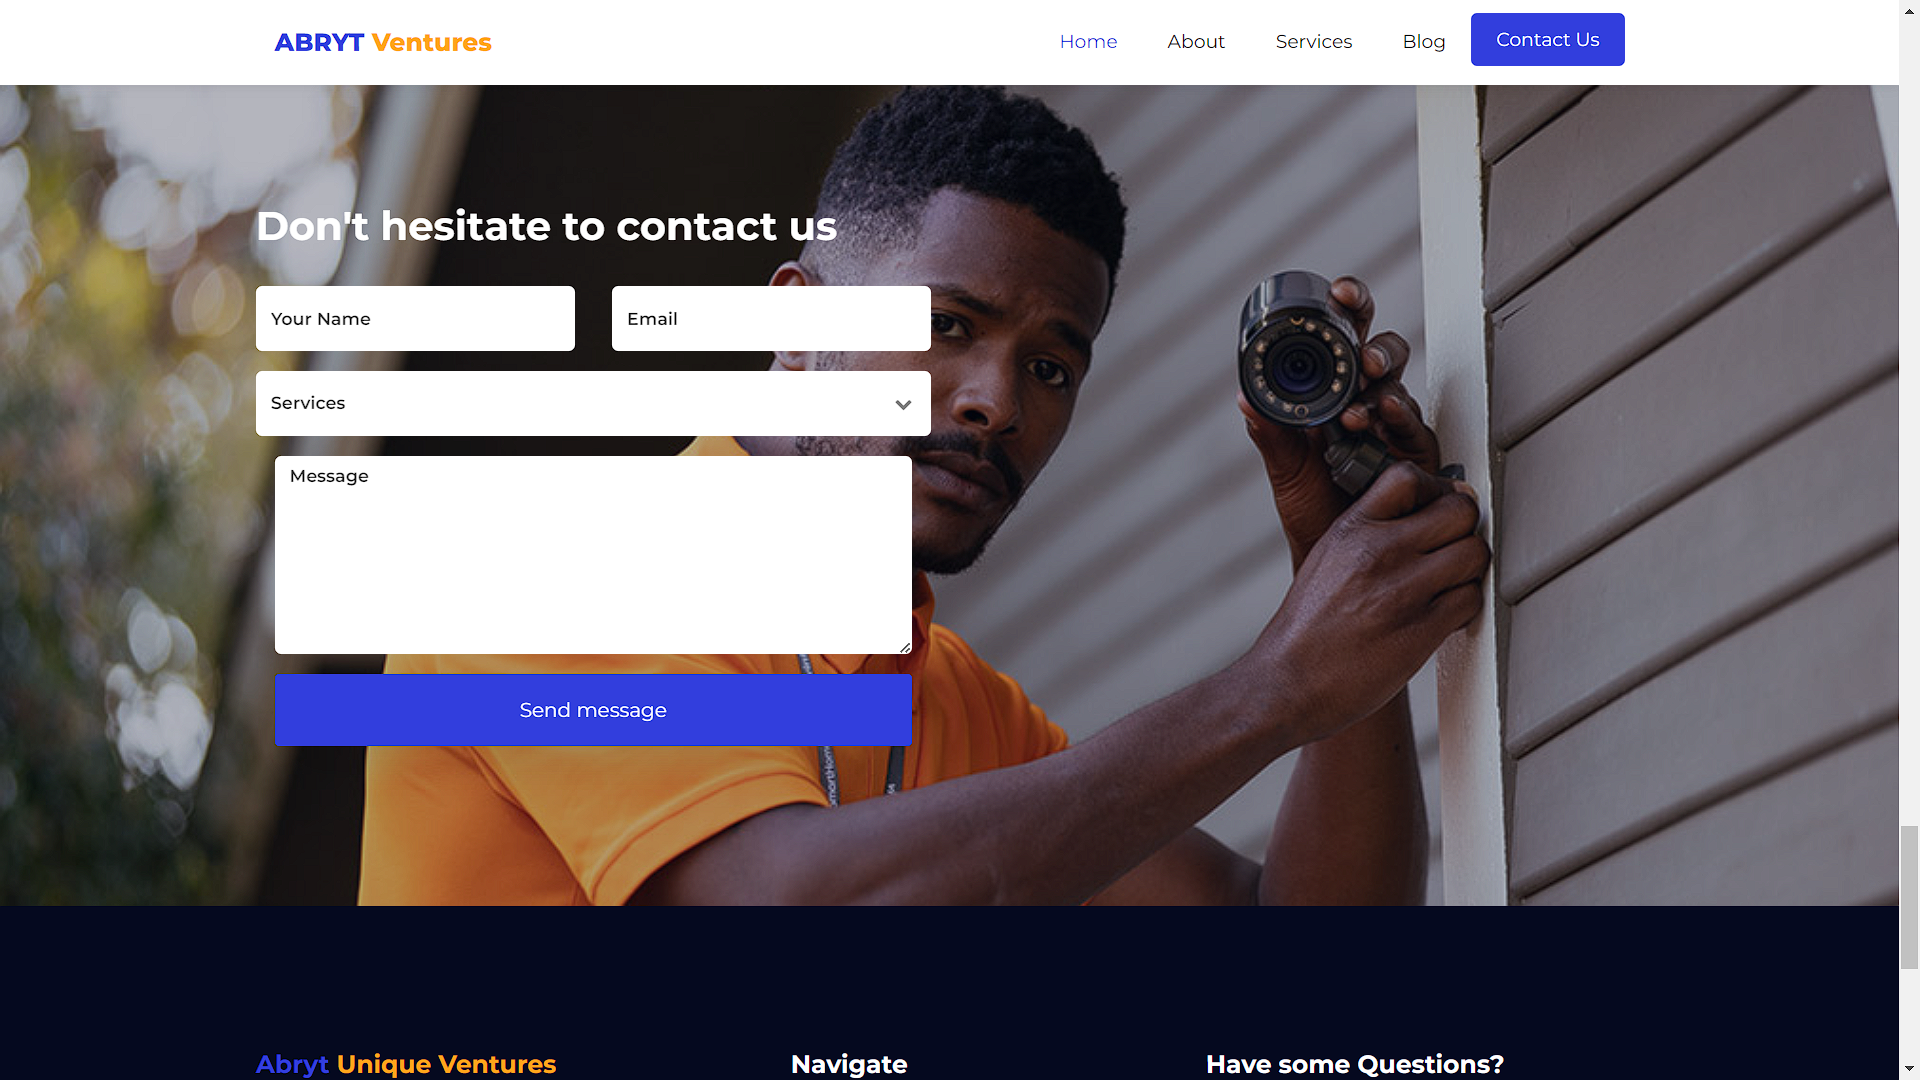 ABRYT Ventures
Home About Services Blog Contact Us
Don't hesitate to contact us
Your Name Email
Services
Message
Send message
Abryt Unique Ventures Navigate Have some Questions?